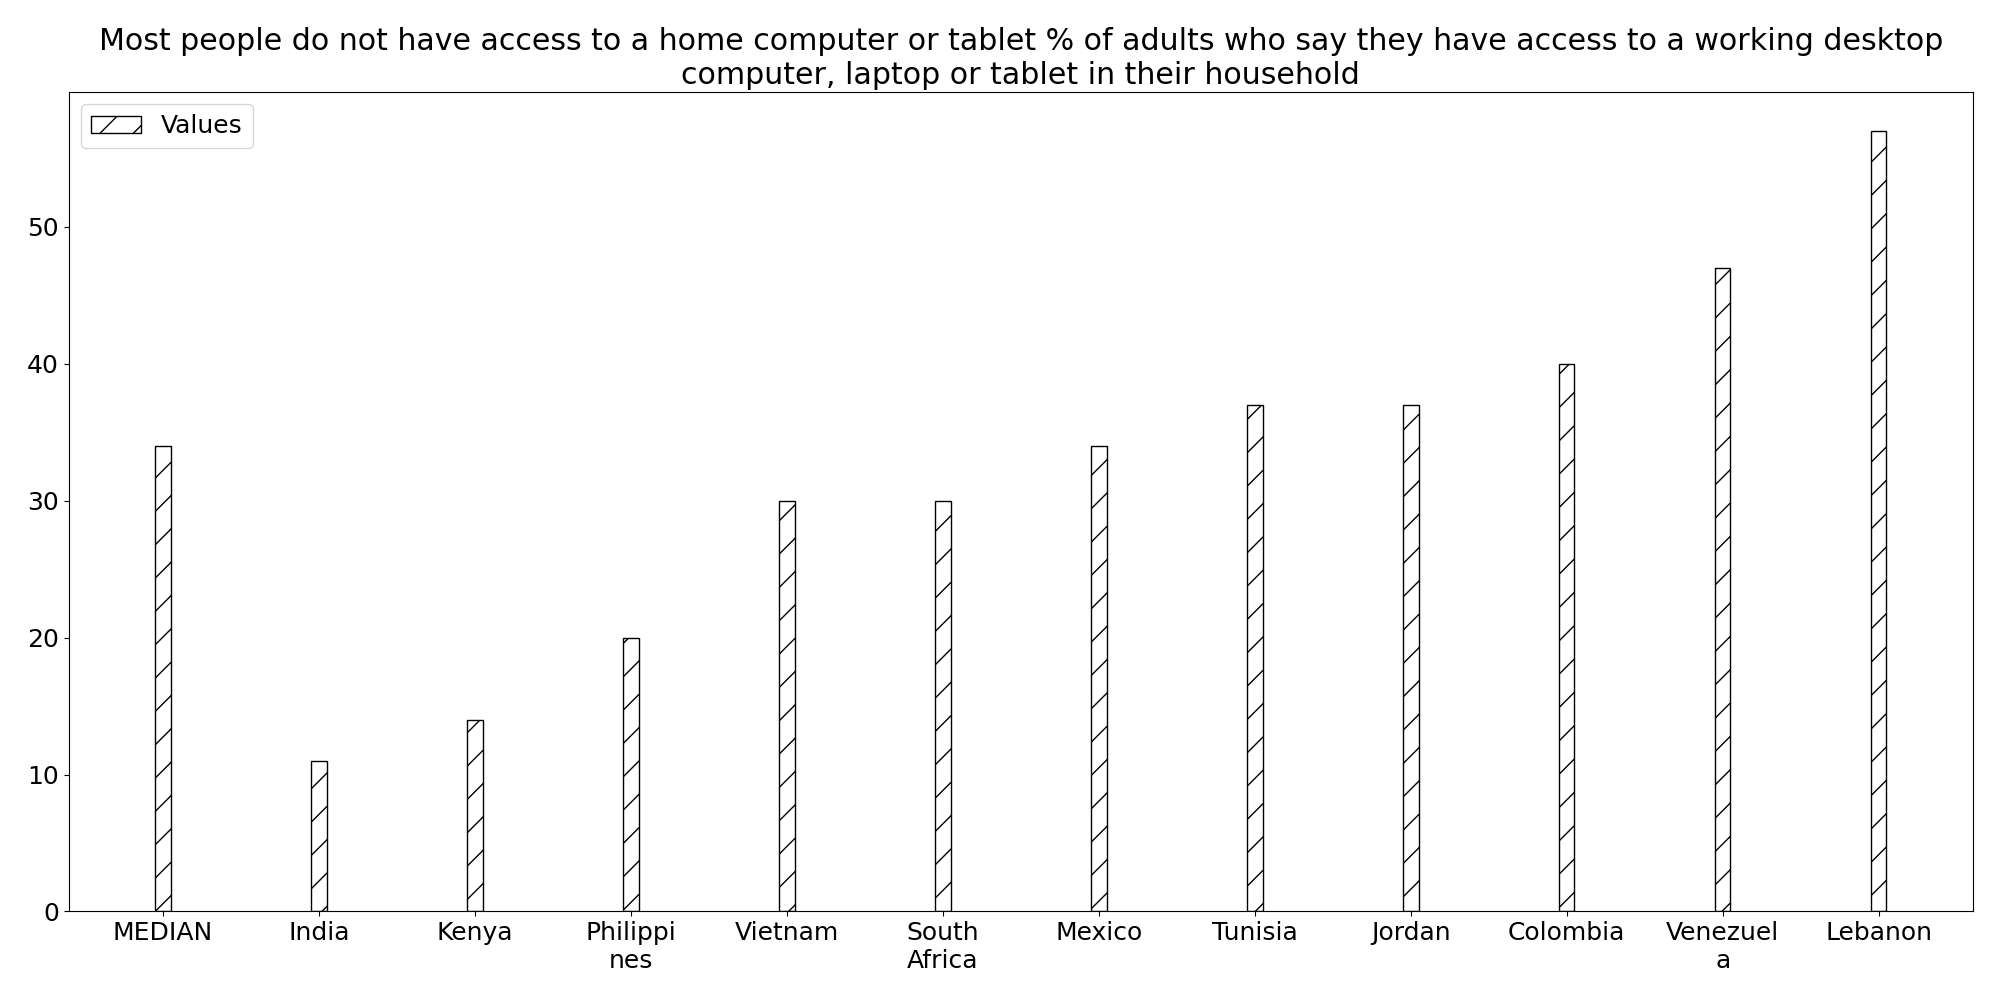 Most people do not have access to a home computer or tablet % of adults who say they have access to a working desktop
computer, laptop or tablet in their household
Values
50
40
30
20
10
0
MEDIAN India Kenya Philippi Vietnam South Mexico Tunisia Jordan Colombia Venezuel Lebanon
nes Africa a